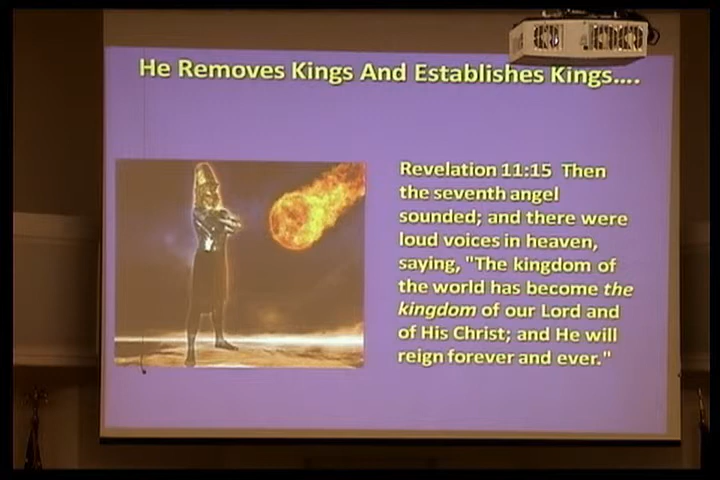 He Removes Kings And Establishes Kings....
Revelation 11:15 Then
the seventh angel
sounded; and there were
loud voices in heaven,
saying, "The kingdom of
the world has become the
kingdom of our Lord and
of His Christ; and He will
reign forever and ever."